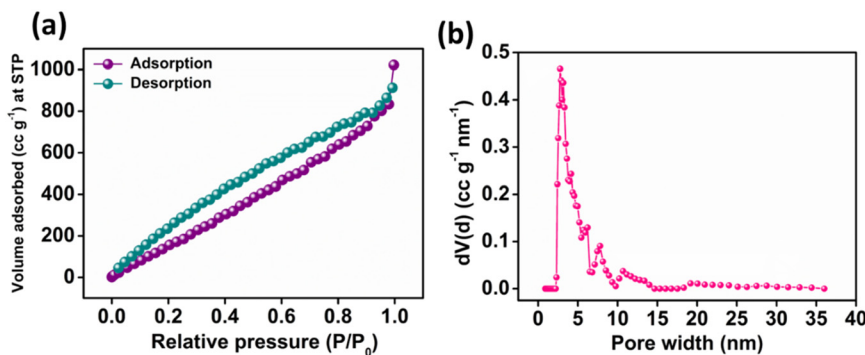 (a)
Volume adsorbed (cc g⁻¹) at STP
1000
800
600
400
200
0
Adsorption
Desorption
0.0 0.2 0.4 0.6 0.8 1.0
Relative pressure (P/P₀)
(b)
dV(d) (cc g⁻¹ nm⁻¹)
0.5
0.4
0.3
0.2
0.1
0.0
0 5 10 15 20 25 30 35 40
Pore width (nm)